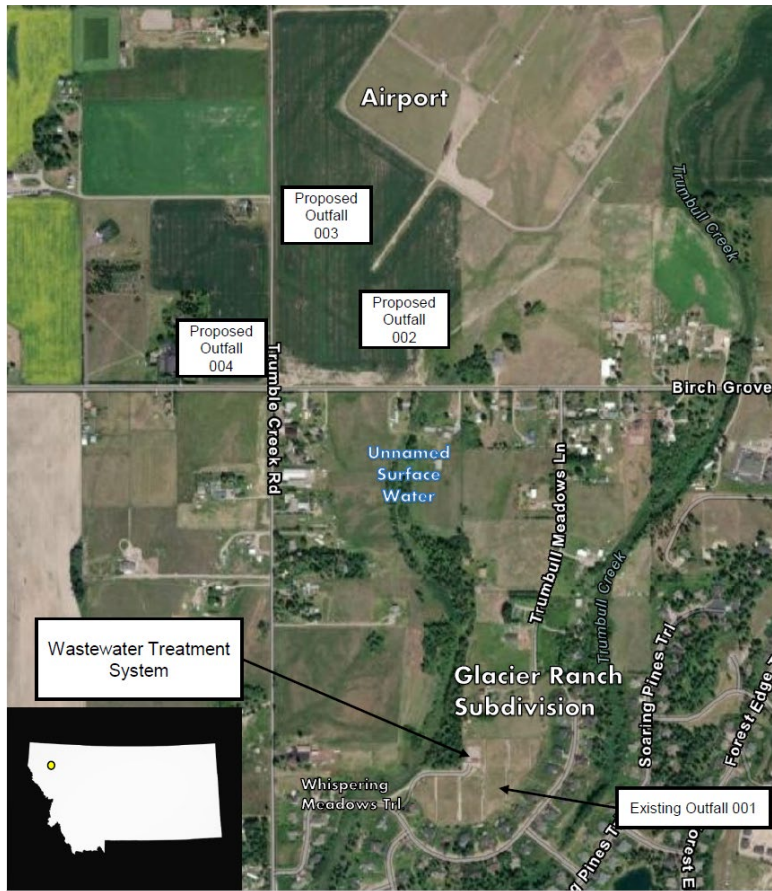 Airport
Trumbull Creek
Proposed
Outfall
003
Proposed
Outfall
002
Proposed
Outfall
004
Trumble Creek Rd
Birch Grove
Unnamed
Surface
Water
Trumbull Meadows Ln
Trumbull Creek
Wastewater Treatment
System
Glacier Ranch
Subdivision
Soaring Pines Trl
Forest Edge T
Whispering
Meadows Trl
Existing Outfall 001
g Pines T
Forest E